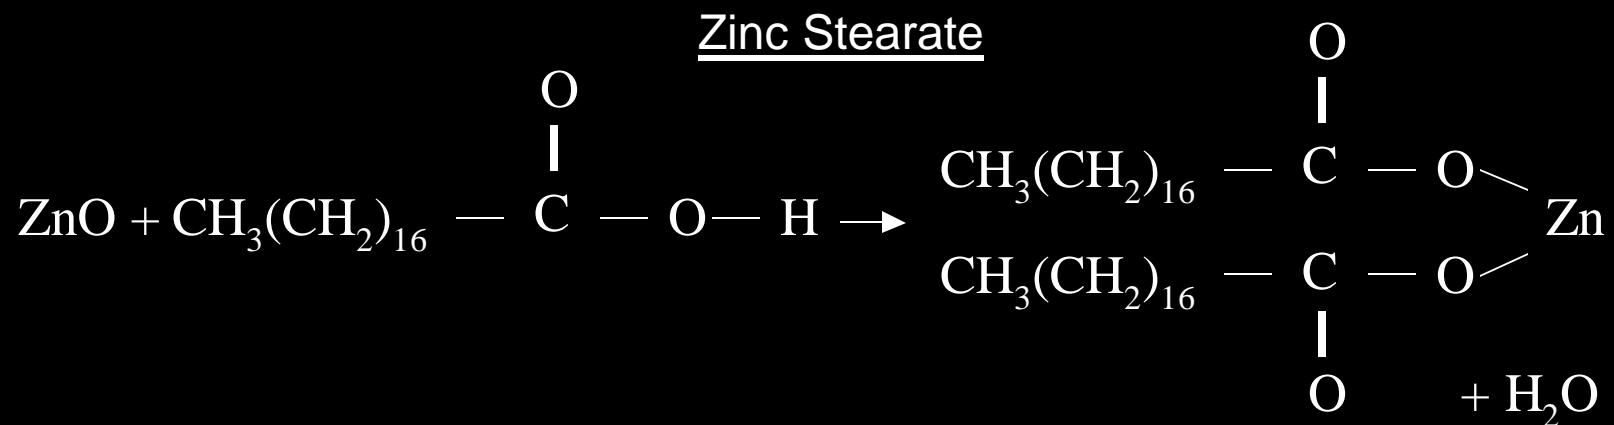 Zinc Stearate
O
O
CH₃(CH₂)₁₆ — C — O
ZnO + CH₃(CH₂)₁₆ — C — O — H → Zn
CH₃(CH₂)₁₆ — C — O
O
+ H₂O